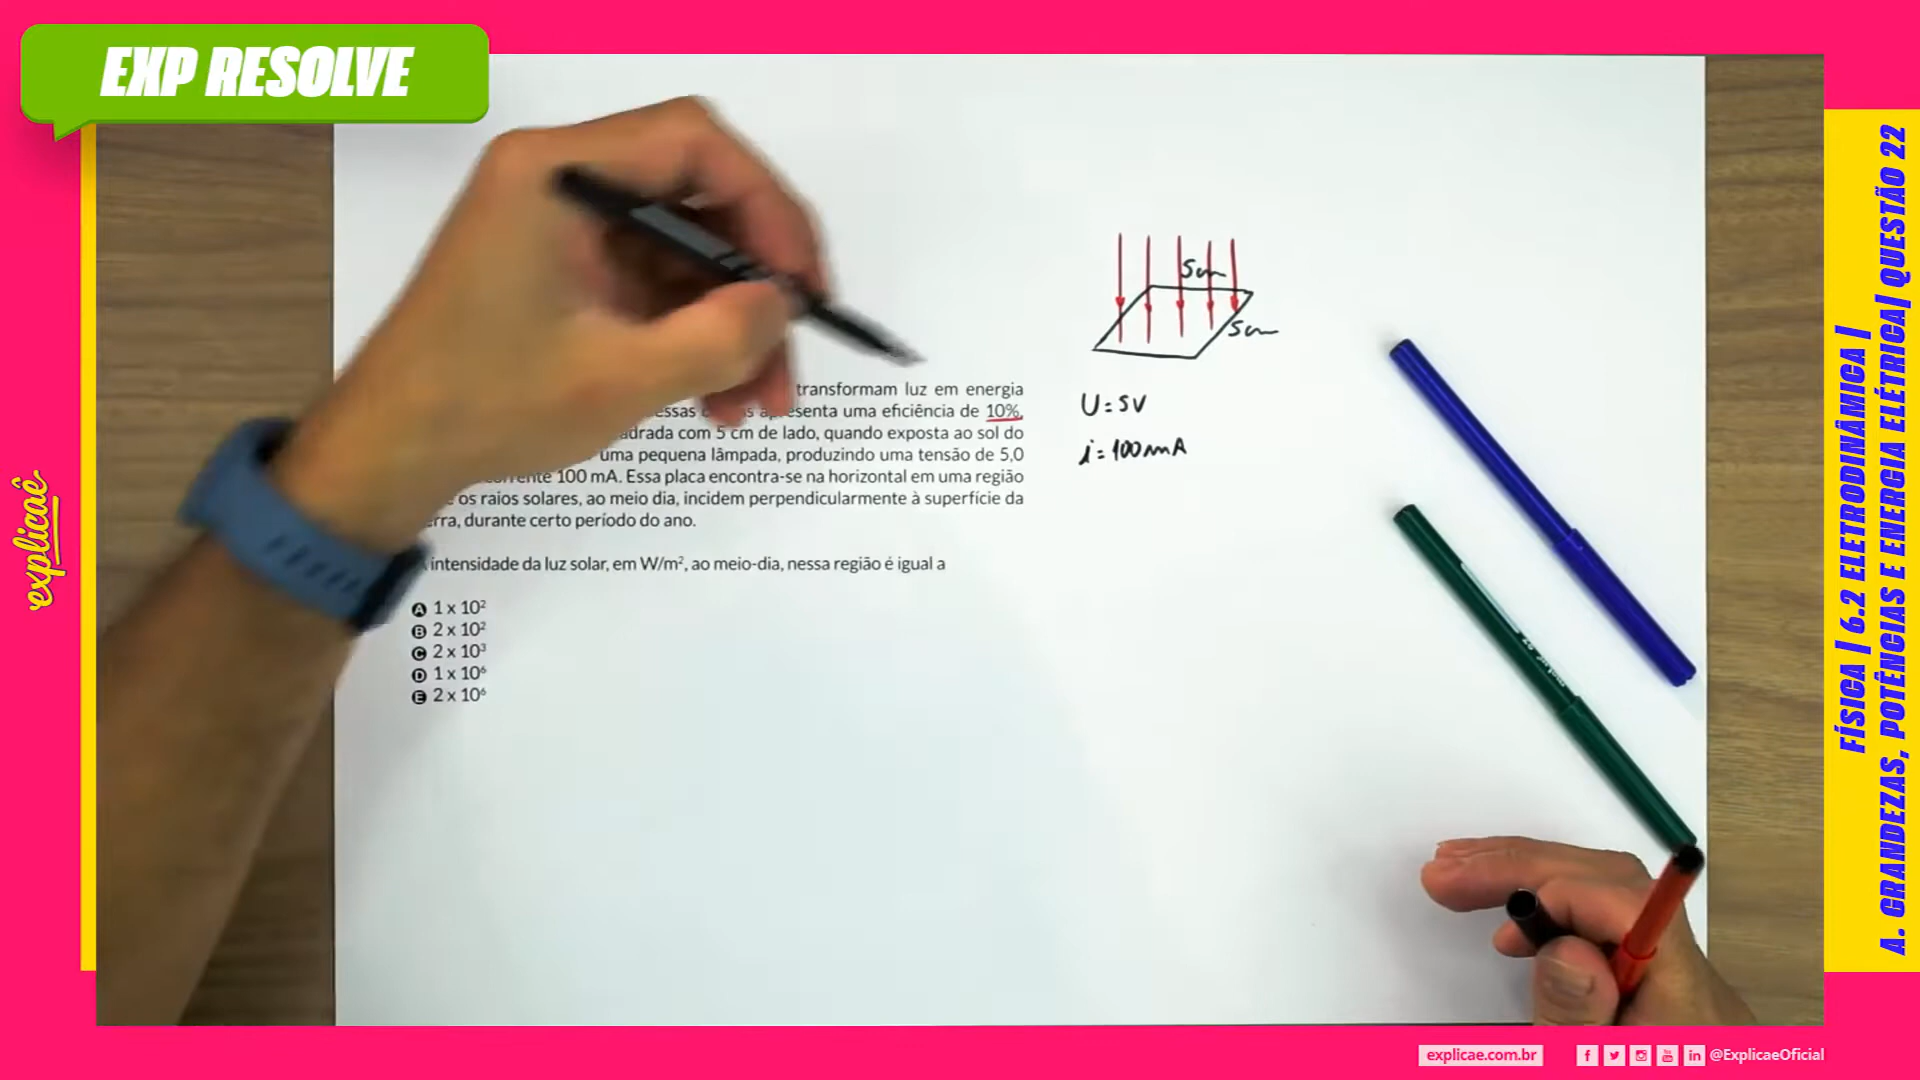 EXP RESOLVE
5cm
5cm
transformam luz em energia
apresenta uma eficiência de 10%,
com 5 cm de lado, quando exposta ao sol do
uma pequena lâmpada, produzindo uma tensão de 5,0
100 mA. Essa placa encontra-se na horizontal em uma região
os raios solares, ao meio dia, incidem perpendicularmente à superfície da
durante certo período do ano.
intensidade da luz solar, em W/m², ao meio-dia, nessa região é igual a
A 1 x 10²
B 2 x 10²
C 2 x 10³
D 1 x 10⁶
E 2 x 10⁶
U = 5V
i = 100mA
explicaê
FÍSICA | 6.2 ELETRODINÂMICA |
A. GRANDEZAS, POTÊNCIAS E ENERGIA ELÉTRICA| QUESTÃO 22
explicae.com.br
@ExplicaeOficial